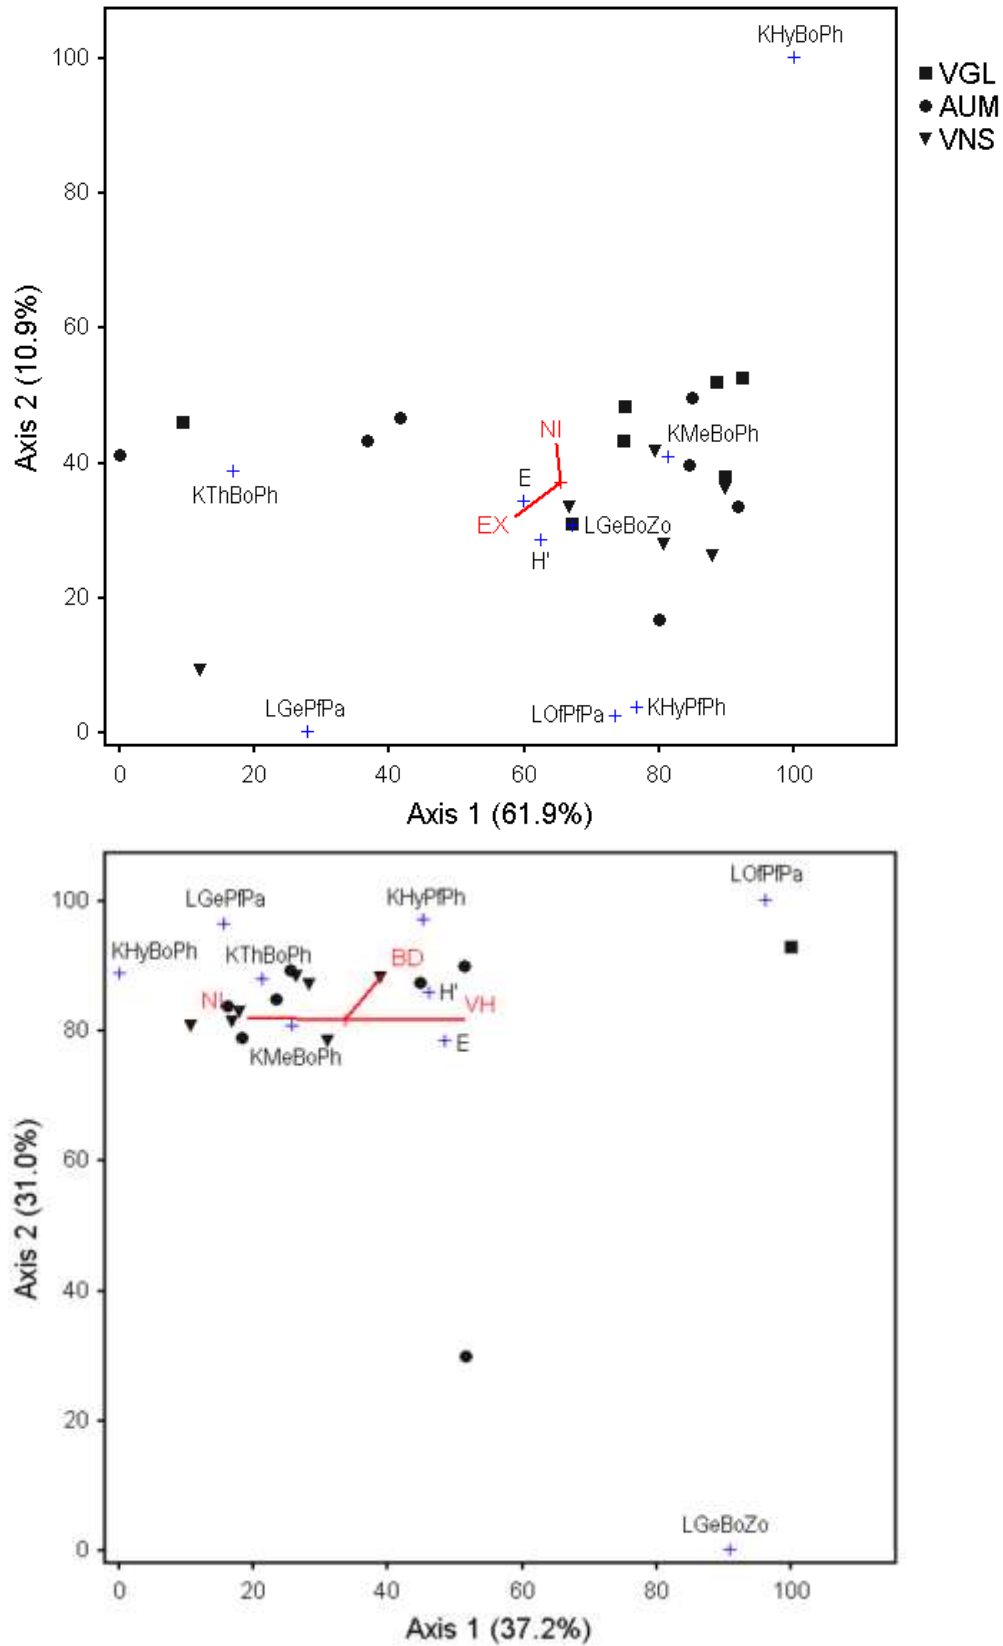 KHyBoPh
100
VGL
AUM
VNS
80
60
Axis 2 (10.9%)
NI
KMeBoPh
40
E
KThBoPh
EX
LGeBoZo
H'
20
LGePfPa
LOfPfPa
KHyPfPh
0
0 20 40 60 80 100
Axis 1 (61.9%)
LOfPfPa
100
LGePfPa
KHyPfPh
KHyBoPh
KThBoPh
BD
H'
NI
VH
80
KMeBoPh
E
60
Axis 2 (31.0%)
40
20
LGeBoZo
0
0 20 40 60 80 100
Axis 1 (37.2%)